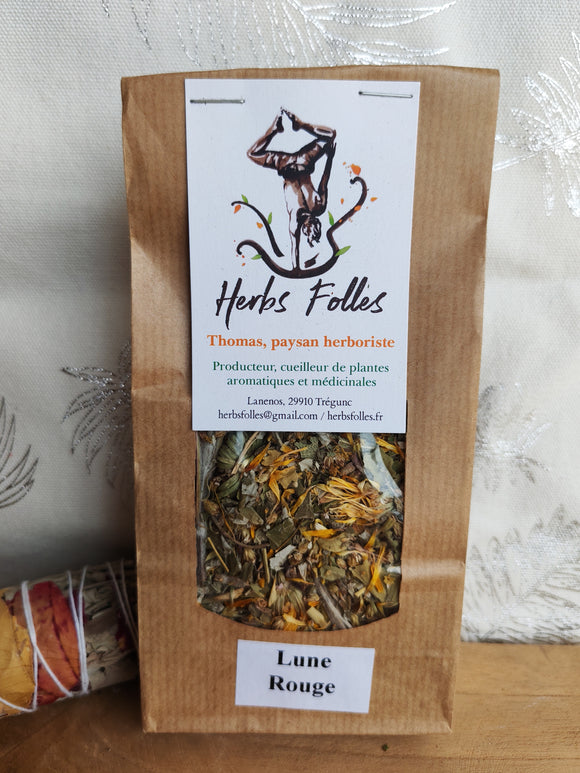 Herbs Folles
Thomas, paysan herboriste
Producteur, cueilleur de plantes
aromatiques et médicinales
Lanenos, 29910 Trégunc
herbsfolles@gmail.com / herbsfolles.fr
Lune
Rouge